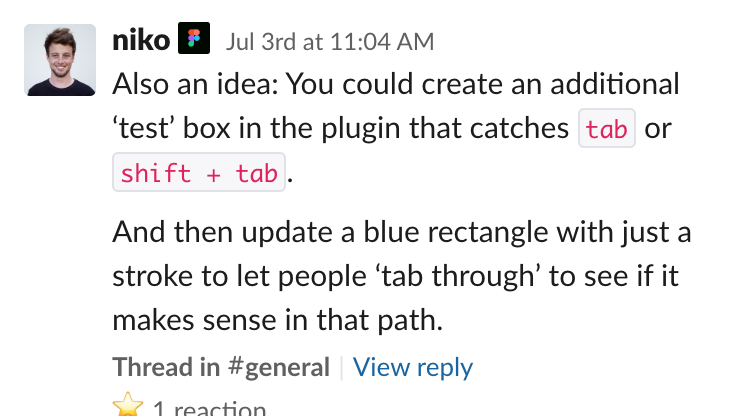 niko Jul 3rd at 11:04 AM
Also an idea: You could create an additional
‘test’ box in the plugin that catches tab or
shift + tab.
And then update a blue rectangle with just a
stroke to let people ‘tab through’ to see if it
makes sense in that path.
Thread in #general | View reply
1 reaction